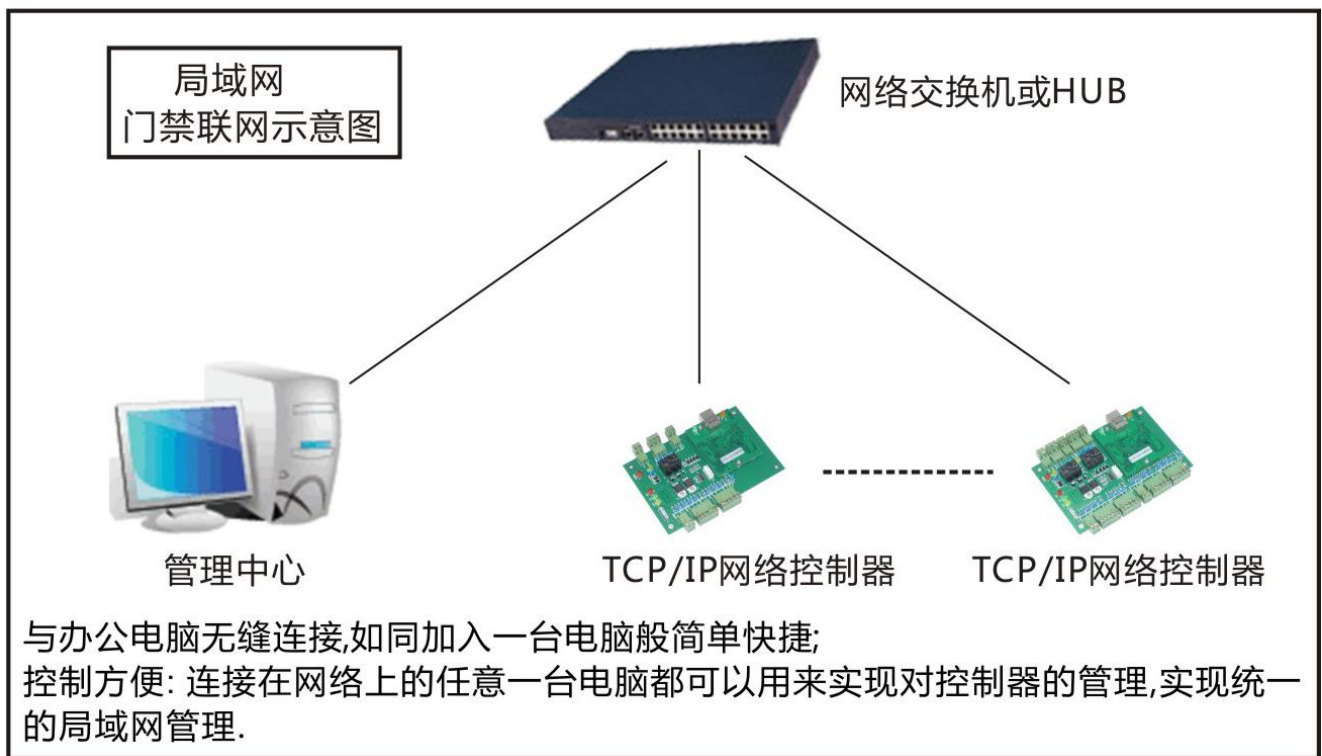 局域网
门禁联网示意图
网络交换机或HUB
管理中心
TCP/IP网络控制器
TCP/IP网络控制器
与办公电脑无缝连接,如同加入一台电脑般简单快捷;
控制方便: 连接在网络上的任意一台电脑都可以用来实现对控制器的管理,实现统一
的局域网管理.